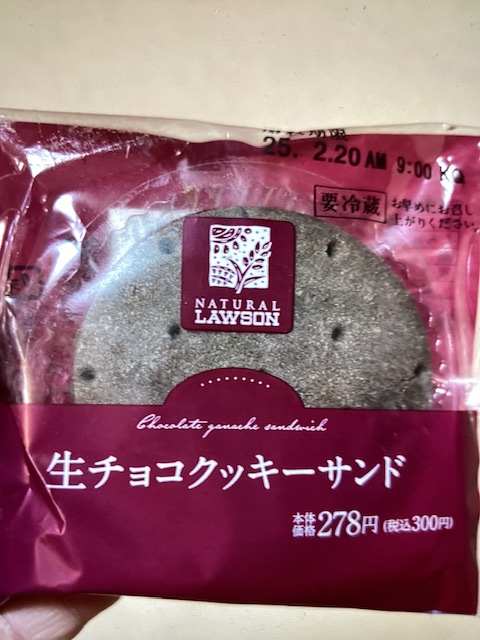 25. 2.20 AM 9:00 KQ
要冷蔵
お早めにお召し
上がりください。
NATURAL
LAWSON
Chocolate ganache sandwich
生チョコクッキーサンド
本体
価格 278円 (税込300円)